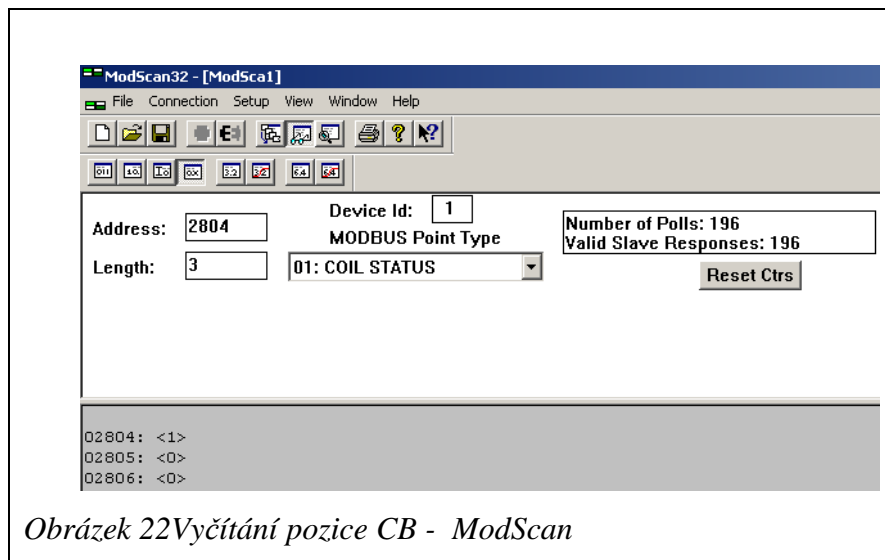 ModScan32 - [ModSca1]
File Connection Setup View Window Help
Address: 2804
Device Id: 1
MODBUS Point Type
Length: 3
01: COIL STATUS
Number of Polls: 196
Valid Slave Responses: 196
Reset Ctrs
02804: <1>
02805: <0>
02806: <0>
Obrázek 22Vyčítání pozice CB - ModScan